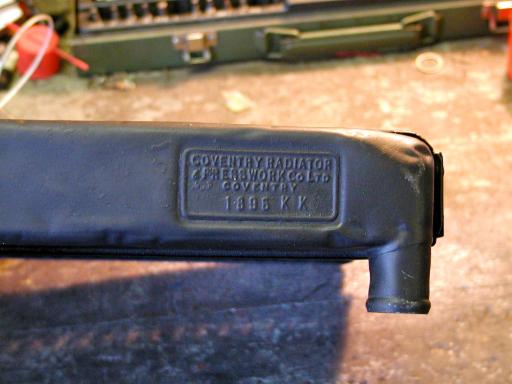 COVENTRY RADIATOR
& PRESSWORK CO LTD
COVENTRY
1895 KK